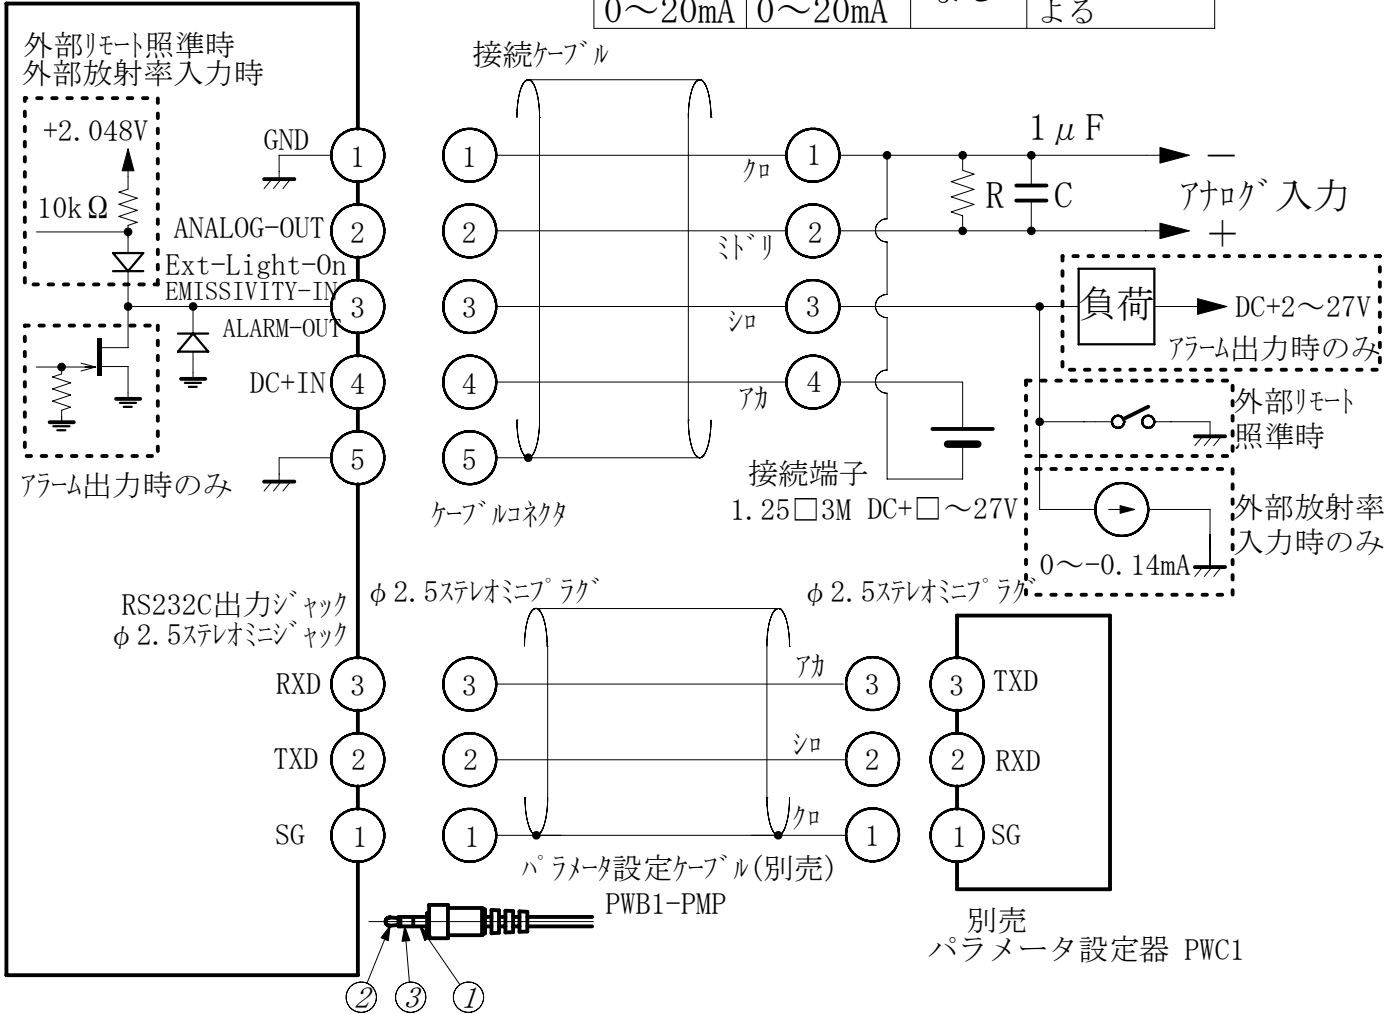 0～20mA 0～20mA よる
外部リモート照準時
外部放射率入力時
接続ケーブル
+2.048V
10kΩ
GND
ANALOG-OUT
Ext-Light-On
EMISSIVITY-IN
ALARM-OUT
DC+IN
アラーム出力時のみ
1
2
3
4
5
1
2
3
4
5
ケーブルコネクタ
クロ
ミドリ
シロ
アカ
1
2
3
4
接続端子
1.25□3M DC+□～27V
1μF
R
C
－
アナログ入力
＋
負荷
DC+2～27V
アラーム出力時のみ
外部リモート
照準時
外部放射率
入力時のみ
0～-0.14mA
RS232C出力ジャック
φ2.5ステレオミニジャック
φ2.5ステレオミニプラグ
φ2.5ステレオミニプラグ
RXD 3 3 アカ 3 3 TXD
TXD 2 2 シロ 2 2 RXD
SG 1 1 クロ 1 1 SG
パラメータ設定ケーブル(別売)
PWB1-PMP
別売
パラメータ設定器 PWC1
② ③ ①